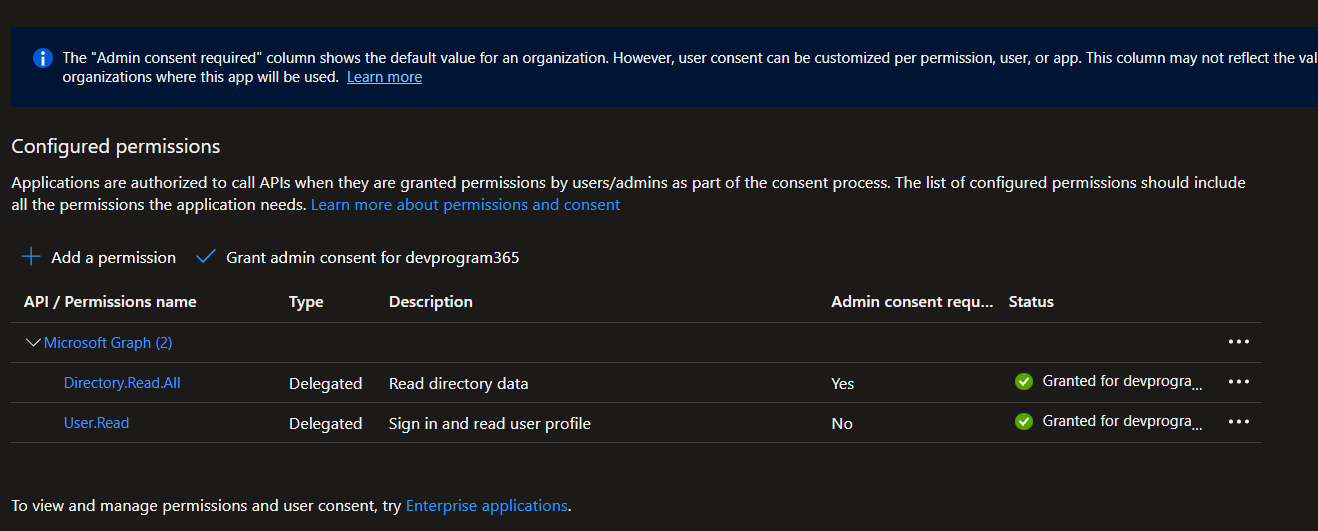 The "Admin consent required" column shows the default value for an organization. However, user consent can be customized per permission, user, or app. This column may not reflect the val
organizations where this app will be used. Learn more
Configured permissions
Applications are authorized to call APIs when they are granted permissions by users/admins as part of the consent process. The list of configured permissions should include
all the permissions the application needs. Learn more about permissions and consent
Add a permission Grant admin consent for devprogram365
API / Permissions name Type Description Admin consent requ... Status
Microsoft Graph (2) ...
Directory.Read.All Delegated Read directory data Yes Granted for devprogra... ...
User.Read Delegated Sign in and read user profile No Granted for devprogra... ...
To view and manage permissions and user consent, try Enterprise applications.